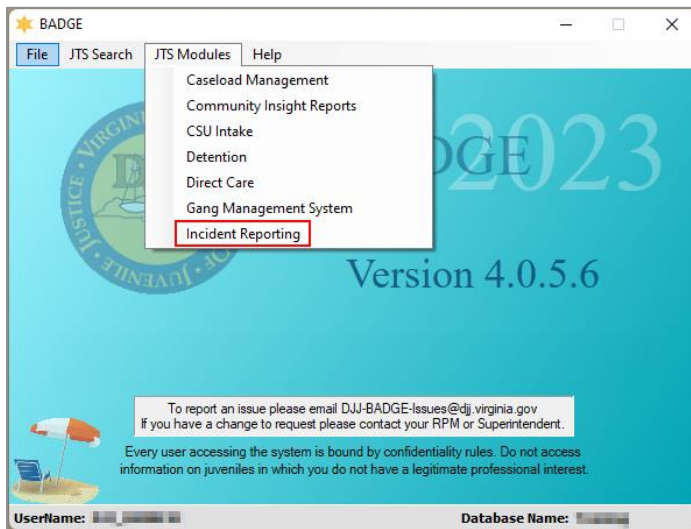 BADGE
File JTS Search JTS Modules Help
Caseload Management
Community Insight Reports
CSU Intake
Detention
Direct Care
Gang Management System
Incident Reporting
DGE 2023
VIRGIN
JUSTICE
OF JUVENILE
Version 4.0.5.6
To report an issue please email DJJ-BADGE-Issues@djj.virginia.gov
If you have a change to request please contact your RPM or Superintendent.
Every user accessing the system is bound by confidentiality rules. Do not access
information on juveniles in which you do not have a legitimate professional interest.
UserName: Database Name: